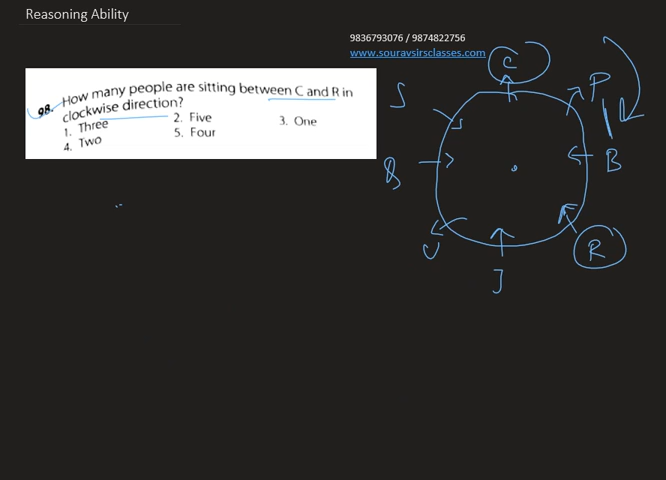 Reasoning Ability
9836793076 / 9874822756
www.souravsirsclasses.com
98. How many people are sitting between C and R in
clockwise direction?
1. Three
2. Five
3. One
4. Two
5. Four
C
P
S
B
Q
R
U
J